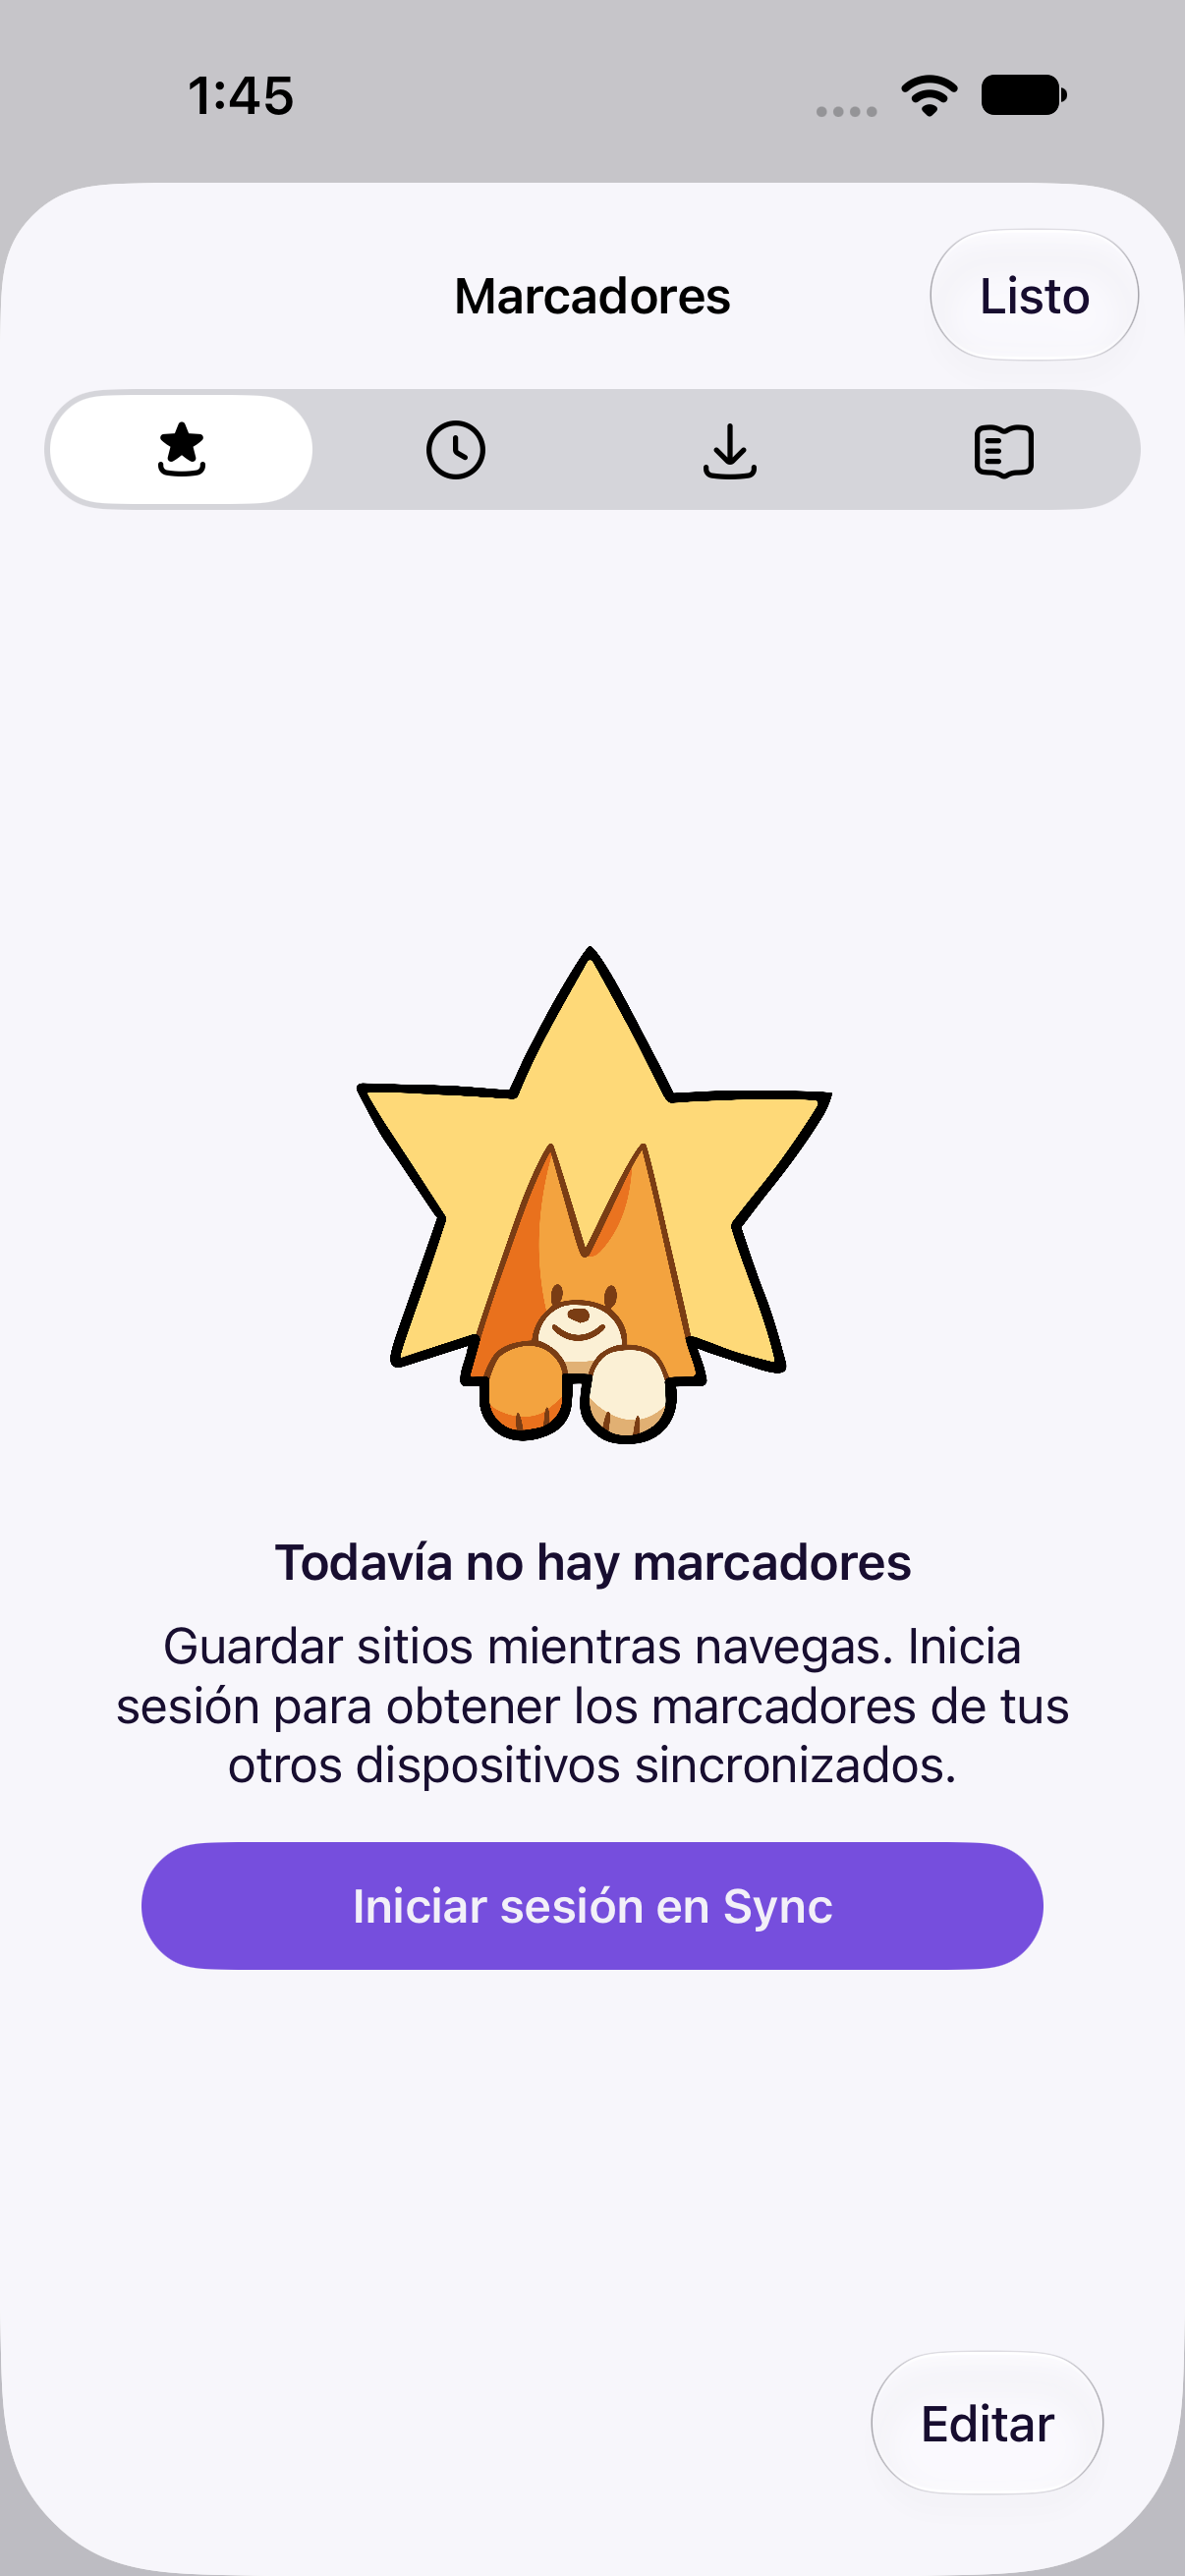 1:45
Marcadores
Listo
Todavía no hay marcadores
Guardar sitios mientras navegas. Inicia
sesión para obtener los marcadores de tus
otros dispositivos sincronizados.
Iniciar sesión en Sync
Editar